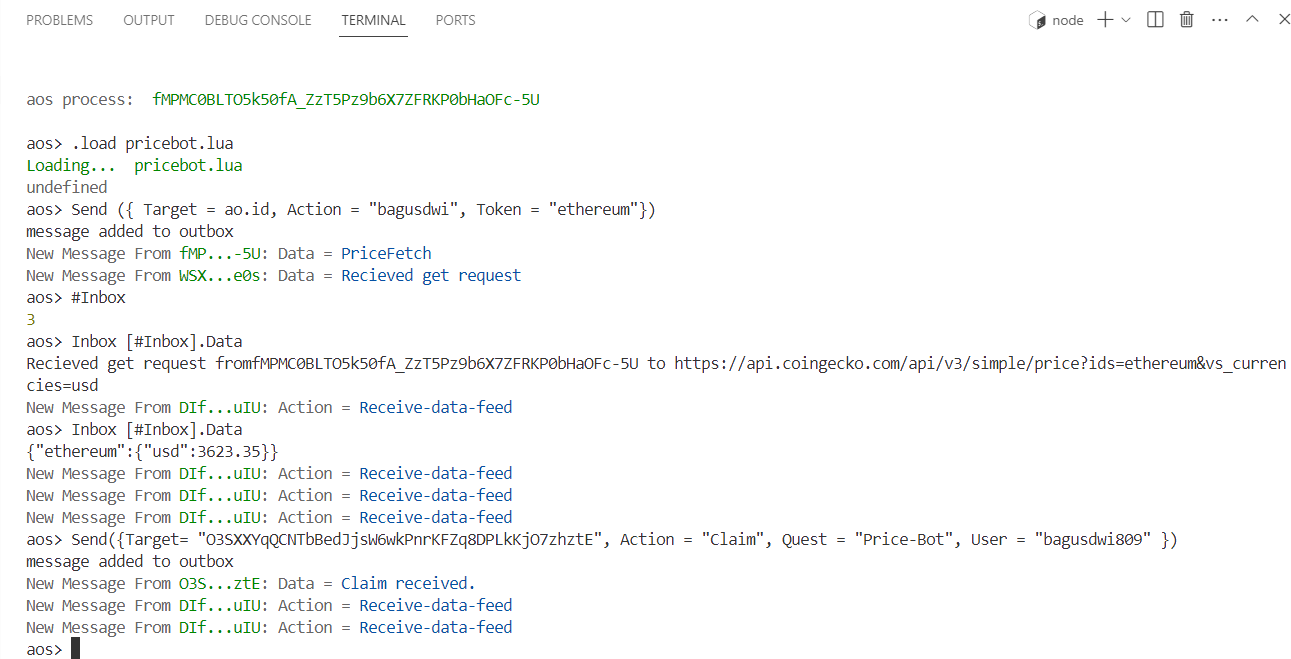 PROBLEMS OUTPUT DEBUG CONSOLE TERMINAL PORTS node
aos process: fMPMC0BLTO5k50fA_ZzT5Pz9b6X7ZFRKP0bHaOFc-5U
aos> .load pricebot.lua
Loading... pricebot.lua
undefined
aos> Send ({ Target = ao.id, Action = "bagusdwi", Token = "ethereum"})
message added to outbox
New Message From fMP...-5U: Data = PriceFetch
New Message From WSX...e0s: Data = Recieved get request
aos> #Inbox
3
aos> Inbox [#Inbox].Data
Recieved get request fromfMPMC0BLTO5k50fA_ZzT5Pz9b6X7ZFRKP0bHaOFc-5U to https://api.coingecko.com/api/v3/simple/price?ids=ethereum&vs_curren
cies=usd
New Message From DIf...uIU: Action = Receive-data-feed
aos> Inbox [#Inbox].Data
{"ethereum":{"usd":3623.35}}
New Message From DIf...uIU: Action = Receive-data-feed
New Message From DIf...uIU: Action = Receive-data-feed
New Message From DIf...uIU: Action = Receive-data-feed
aos> Send({Target= "O3SXXYqQCNTbBedJjsW6wkPnrKFZq8DPLkKjO7zhztE", Action = "Claim", Quest = "Price-Bot", User = "bagusdwi809" })
message added to outbox
New Message From O3S...ztE: Data = Claim received.
New Message From DIf...uIU: Action = Receive-data-feed
New Message From DIf...uIU: Action = Receive-data-feed
aos>